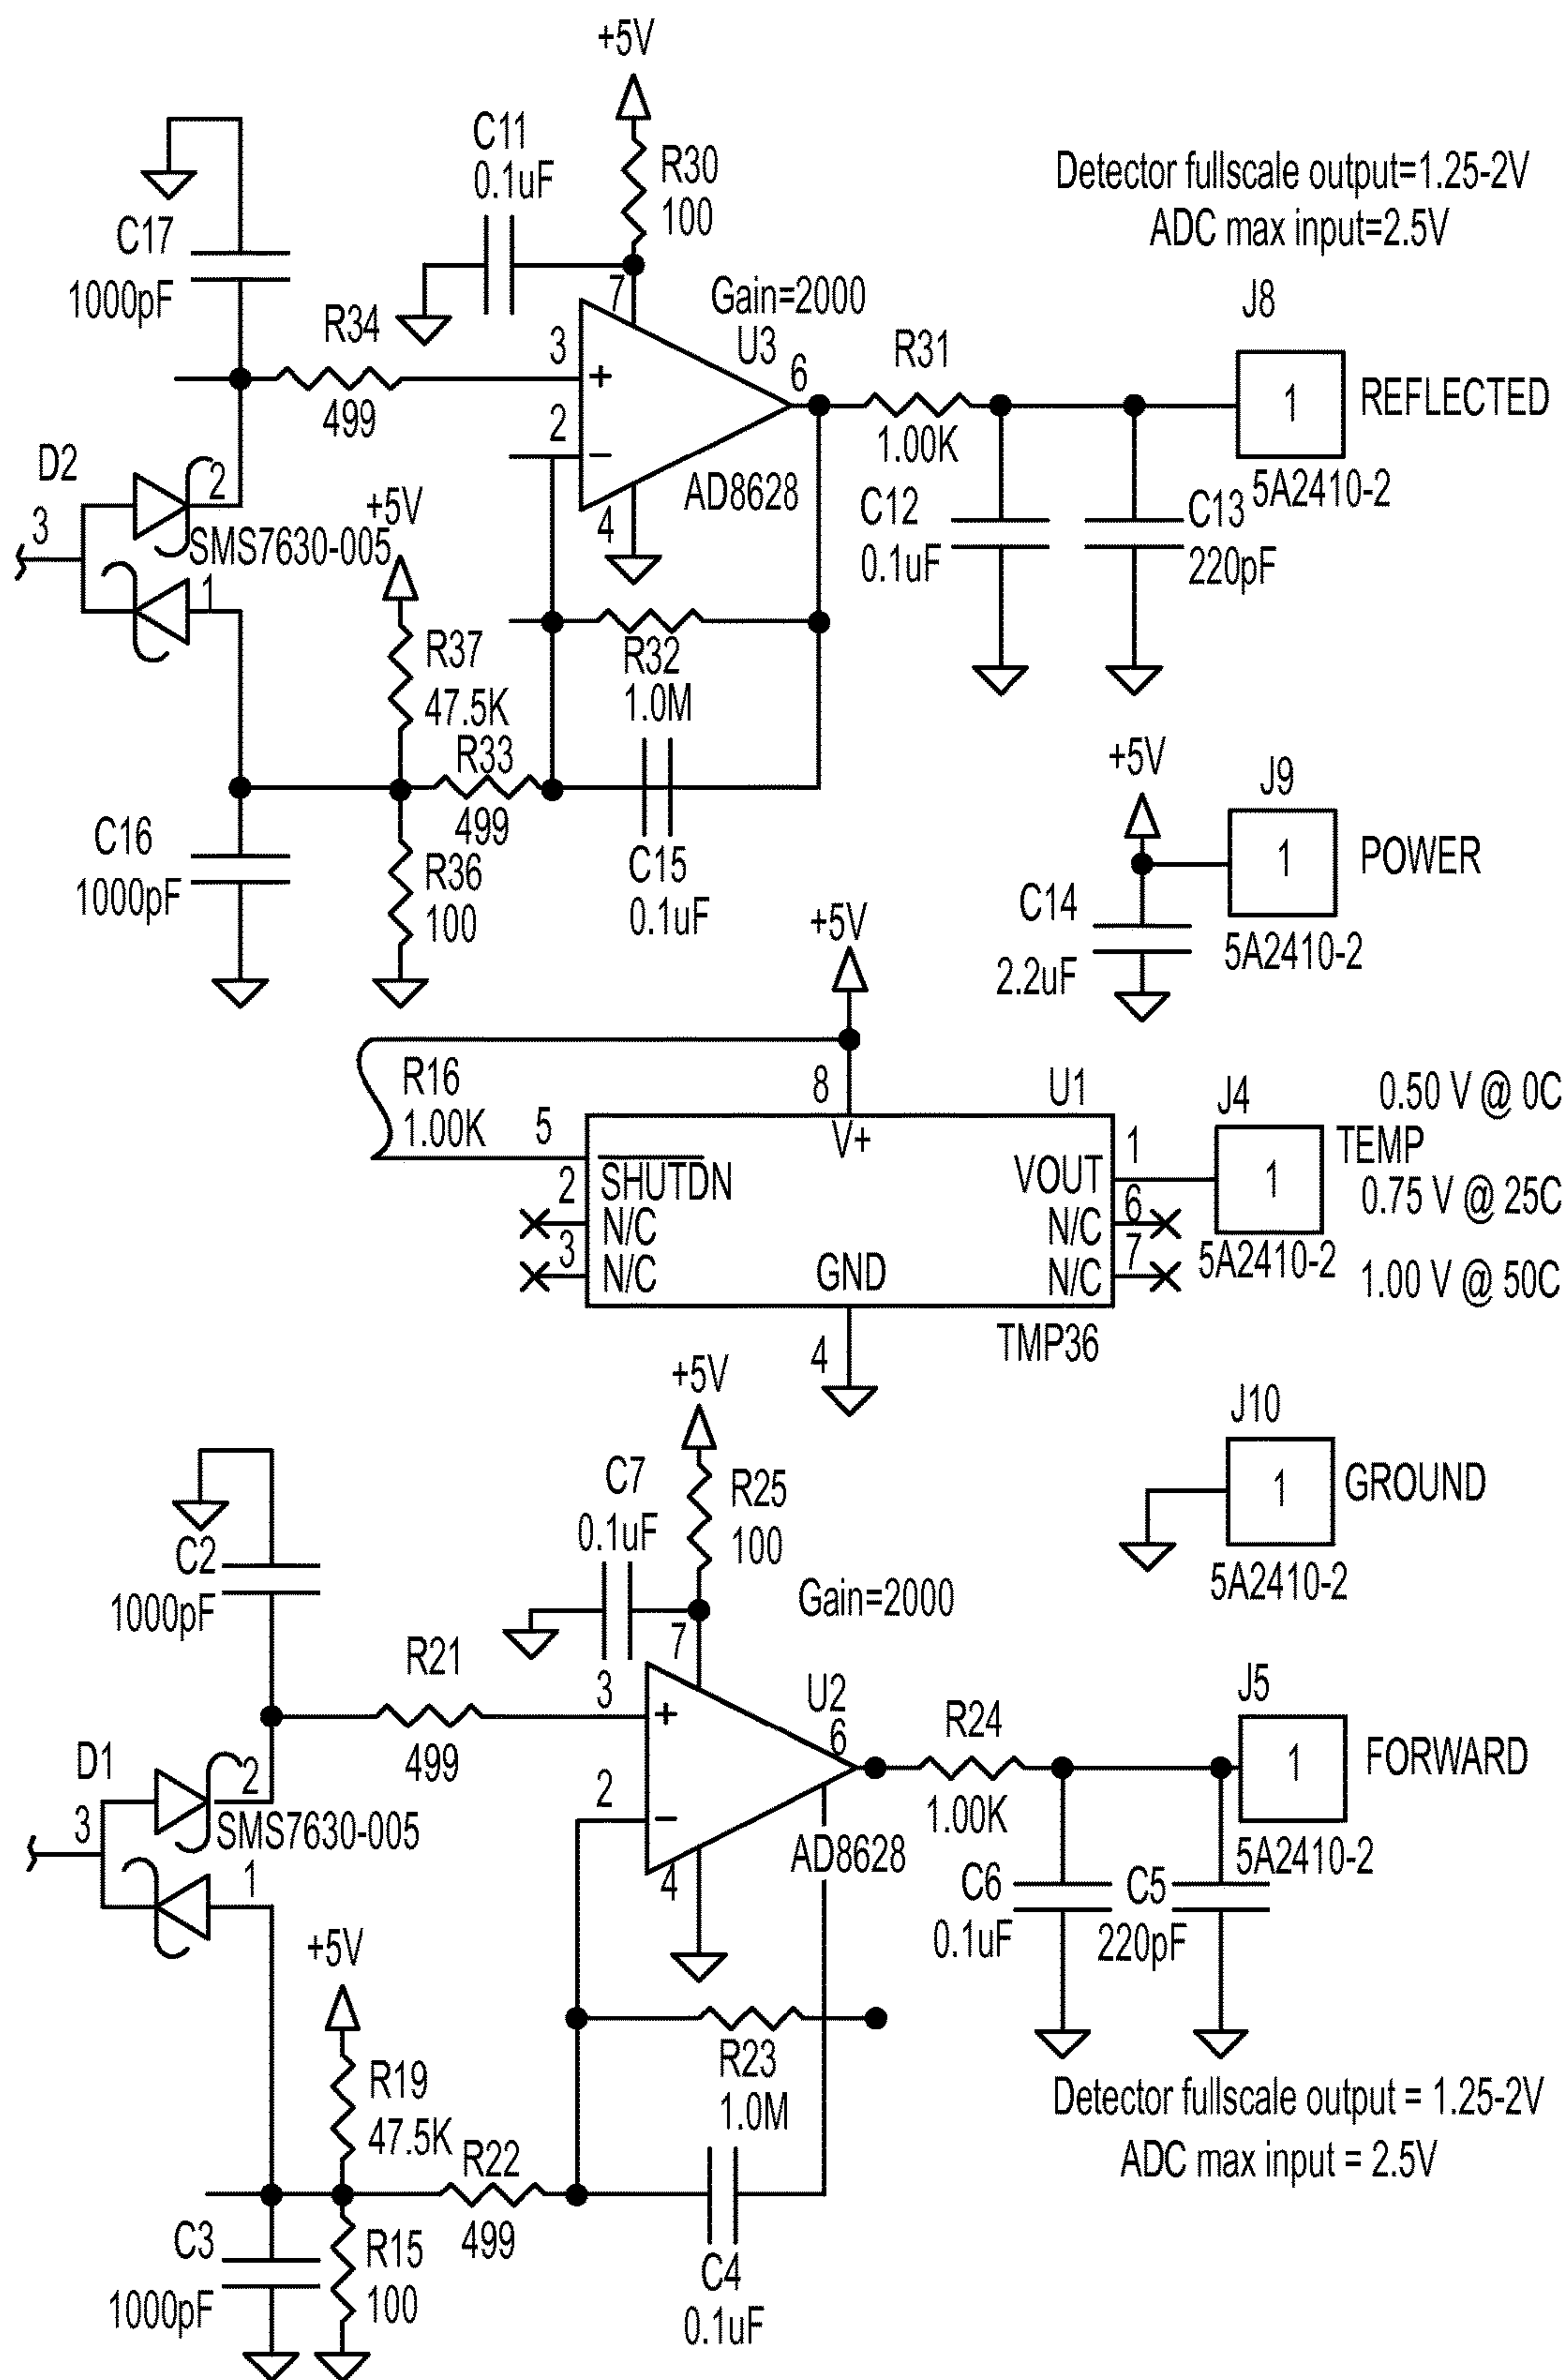 +5V
C11
0.1uF
R30
100
Detector fullscale output=1.25-2V
ADC max input=2.5V
C17
1000pF
R34
499
7
Gain=2000
U3
3
+
2
-
6
4
AD8628
R31
1.00K
J8
1
REFLECTED
5A2410-2
D2
3
2
SMS7630-005
1
+5V
C12
0.1uF
C13
220pF
R37
47.5K
R32
1.0M
R33
499
C15
0.1uF
C16
1000pF
R36
100
+5V
J9
1
POWER
5A2410-2
C14
2.2uF
+5V
R16
1.00K
8
U1
5
V+
SHUTDN
2
N/C
3
N/C
GND
VOUT
1
N/C
6
N/C
7
4
TMP36
J4
1
5A2410-2
0.50 V @ 0C
TEMP
0.75 V @ 25C
1.00 V @ 50C
+5V
C7
0.1uF
R25
100
J10
1
GROUND
5A2410-2
C2
1000pF
R21
499
7
Gain=2000
U2
3
+
2
-
6
4
AD8628
R24
1.00K
J5
1
FORWARD
5A2410-2
D1
3
2
SMS7630-005
1
C6
0.1uF
C5
220pF
+5V
R19
47.5K
R23
1.0M
Detector fullscale output = 1.25-2V
ADC max input = 2.5V
R22
499
C3
1000pF
R15
100
C4
0.1uF